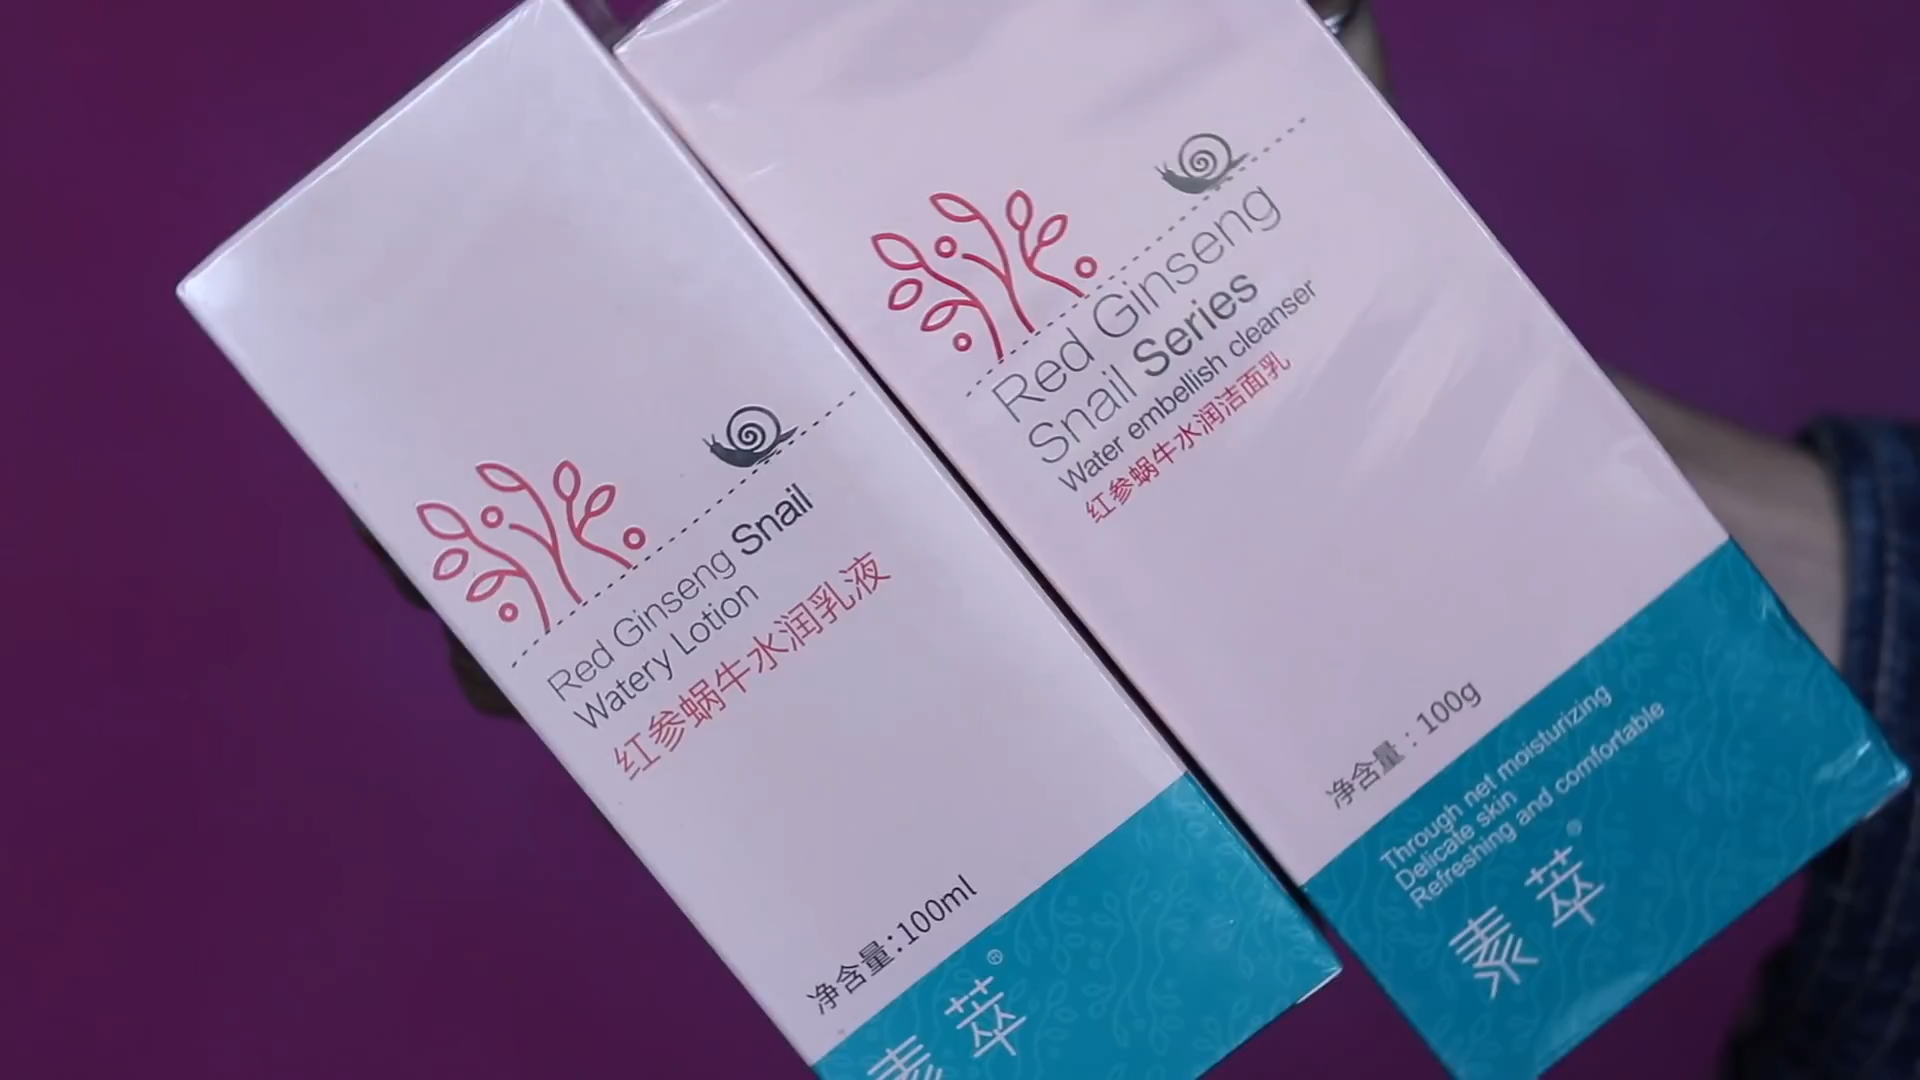 Red Ginseng Snail
Watery Lotion
红参蜗牛水润乳液
净含量:100ml
素萃®
Red Ginseng
Snail Series
Water embellish cleanser
红参蜗牛水润洁面乳
净含量：100g
Through net moisturizing
Delicate skin
Refreshing and comfortable
素萃®